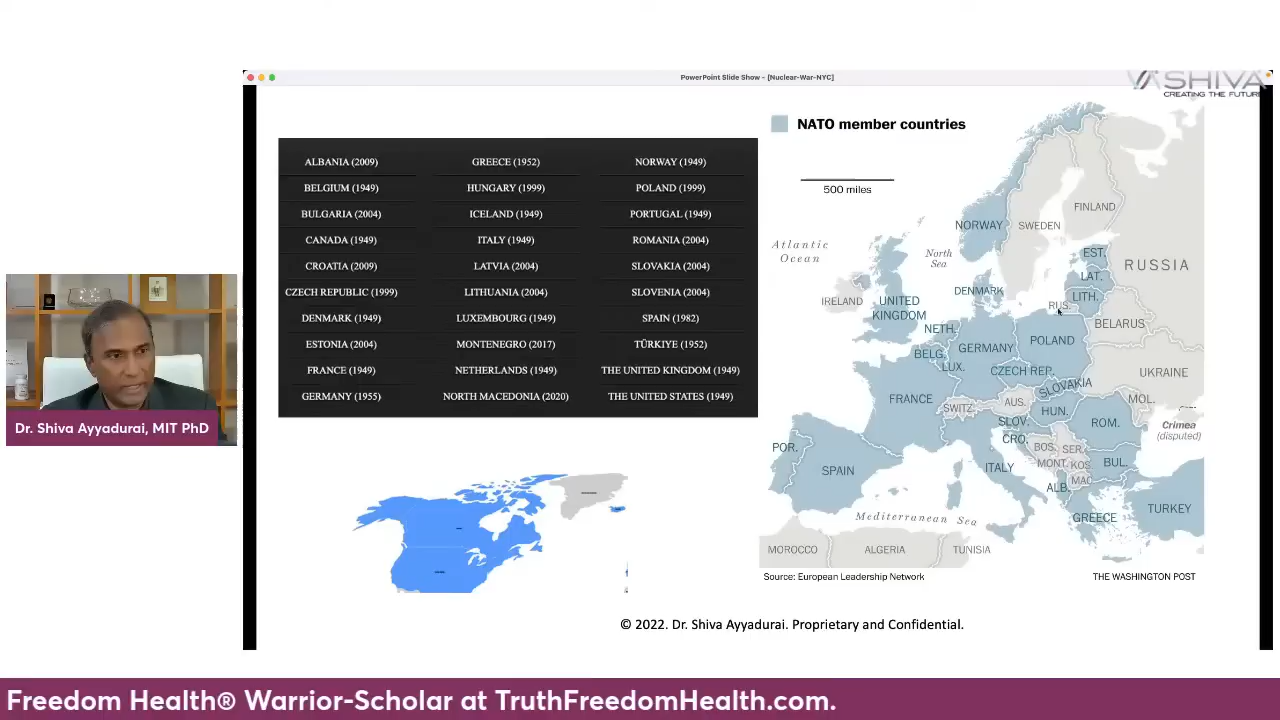 PowerPoint Slide Show - [Nuclear-War-NYC]
SHIVA
CREATING THE FUTURE
NATO member countries
500 miles
ALBANIA (2009)
GREECE (1952)
NORWAY (1949)
BELGIUM (1949)
HUNGARY (1999)
POLAND (1999)
BULGARIA (2004)
ICELAND (1949)
PORTUGAL (1949)
CANADA (1949)
ITALY (1949)
ROMANIA (2004)
CROATIA (2009)
LATVIA (2004)
SLOVAKIA (2004)
CZECH REPUBLIC (1999)
LITHUANIA (2004)
SLOVENIA (2004)
DENMARK (1949)
LUXEMBOURG (1949)
SPAIN (1982)
ESTONIA (2004)
MONTENEGRO (2017)
TÜRKIYE (1952)
FRANCE (1949)
NETHERLANDS (1949)
THE UNITED KINGDOM (1949)
GERMANY (1955)
NORTH MACEDONIA (2020)
THE UNITED STATES (1949)
FINLAND
NORWAY
SWEDEN
Atlantic
Ocean
North
Sea
EST.
RUSSIA
LAT.
DENMARK
LITH.
IRELAND
UNITED
KINGDOM
RUS.
NETH.
BELARUS
POLAND
GERMANY
BELG.
LUX.
CZECH REP.
UKRAINE
SLOVAKIA
FRANCE
SWITZ.
AUS.
HUN.
MOL.
SLOV.
ROM.
Crimea
(disputed)
CRO.
POR.
BOS.
SER.
SPAIN
ITALY
MONT.
KOS
BUL.
MAC
ALB.
TURKEY
GREECE
Mediterranean Sea
MOROCCO
ALGERIA
TUNISIA
Source: European Leadership Network
THE WASHINGTON POST
Dr. Shiva Ayyadurai, MIT PhD
© 2022. Dr. Shiva Ayyadurai. Proprietary and Confidential.
Freedom Health® Warrior-Scholar at TruthFreedomHealth.com.